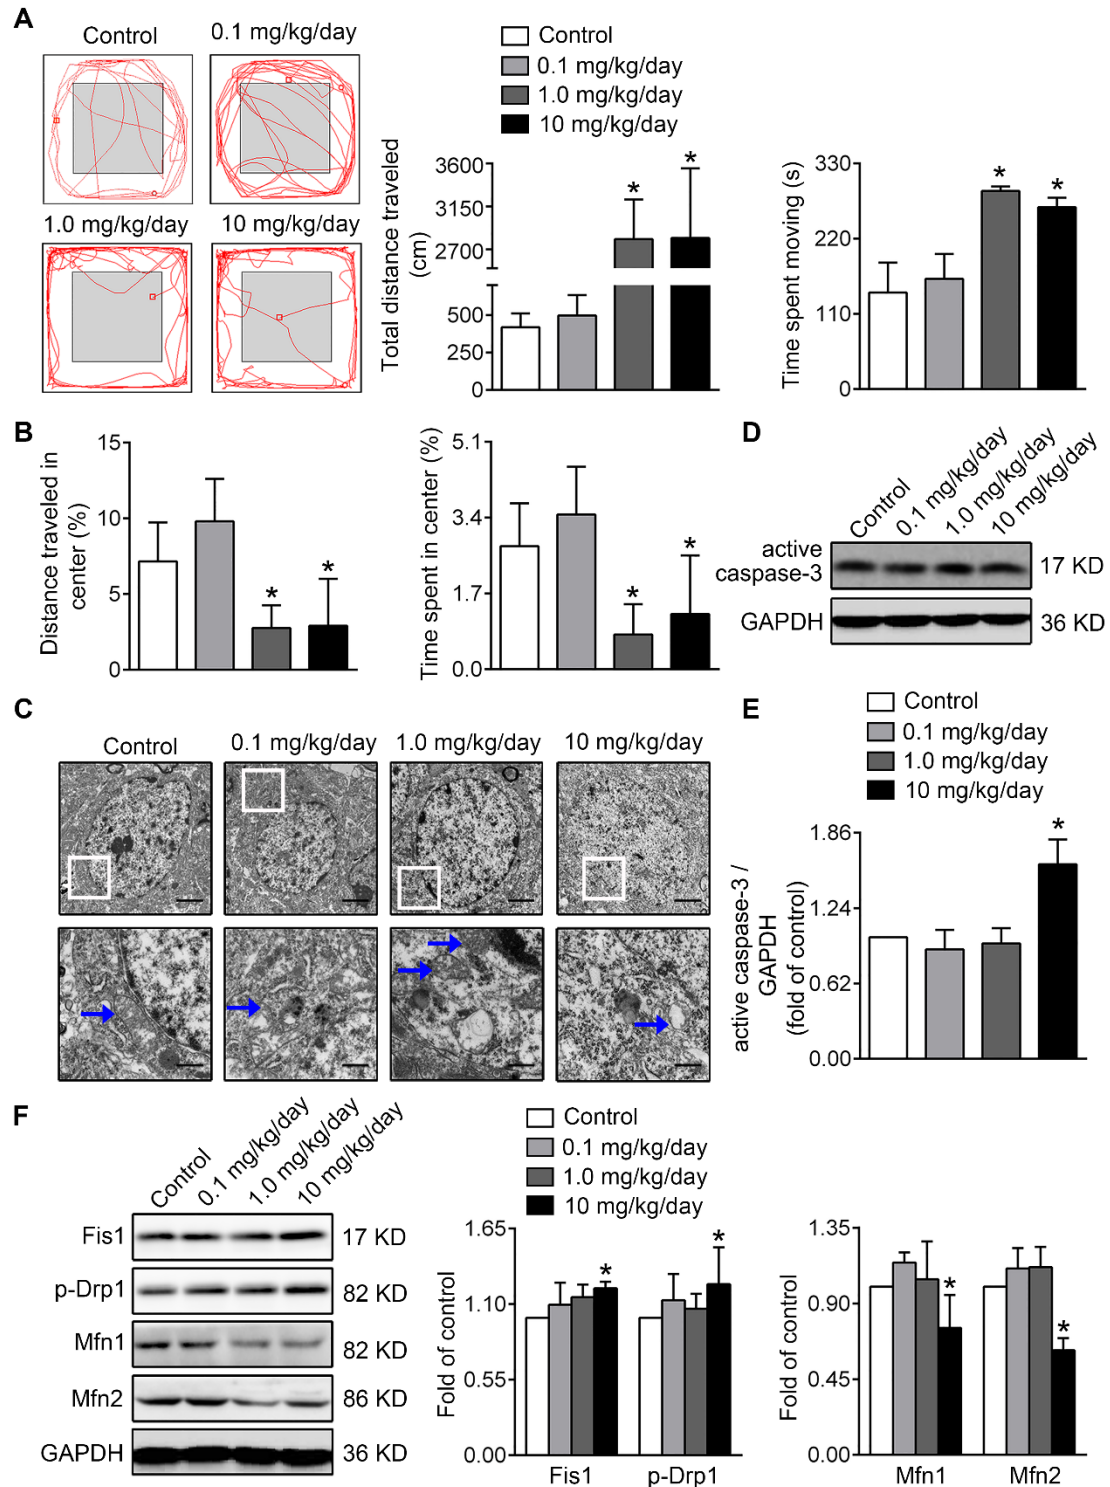 A
Control
0.1 mg/kg/day
1.0 mg/kg/day
10 mg/kg/day
Control
0.1 mg/kg/day
1.0 mg/kg/day
10 mg/kg/day
Total distance traveled
(cm)
3600
3150
2700
500
250
0
*
*
Time spent moving (s)
330
220
110
0
*
*
B
Distance traveled in
center (%)
15
10
5
0
*
*
Time spent in center (%)
5.1
3.4
1.7
0.0
*
*
D
Control
0.1 mg/kg/day
1.0 mg/kg/day
10 mg/kg/day
active
caspase-3
17 KD
GAPDH
36 KD
C
Control
0.1 mg/kg/day
1.0 mg/kg/day
10 mg/kg/day
E
Control
0.1 mg/kg/day
1.0 mg/kg/day
10 mg/kg/day
active caspase-3 /
GAPDH
(fold of control)
1.86
1.24
0.62
0.00
*
F
Control
0.1 mg/kg/day
1.0 mg/kg/day
10 mg/kg/day
Fis1
17 KD
p-Drp1
82 KD
Mfn1
82 KD
Mfn2
86 KD
GAPDH
36 KD
Control
0.1 mg/kg/day
1.0 mg/kg/day
10 mg/kg/day
Fold of control
1.65
1.10
0.55
0.00
*
*
Fis1
p-Drp1
Fold of control
1.35
0.90
0.45
0.00
*
*
Mfn1
Mfn2